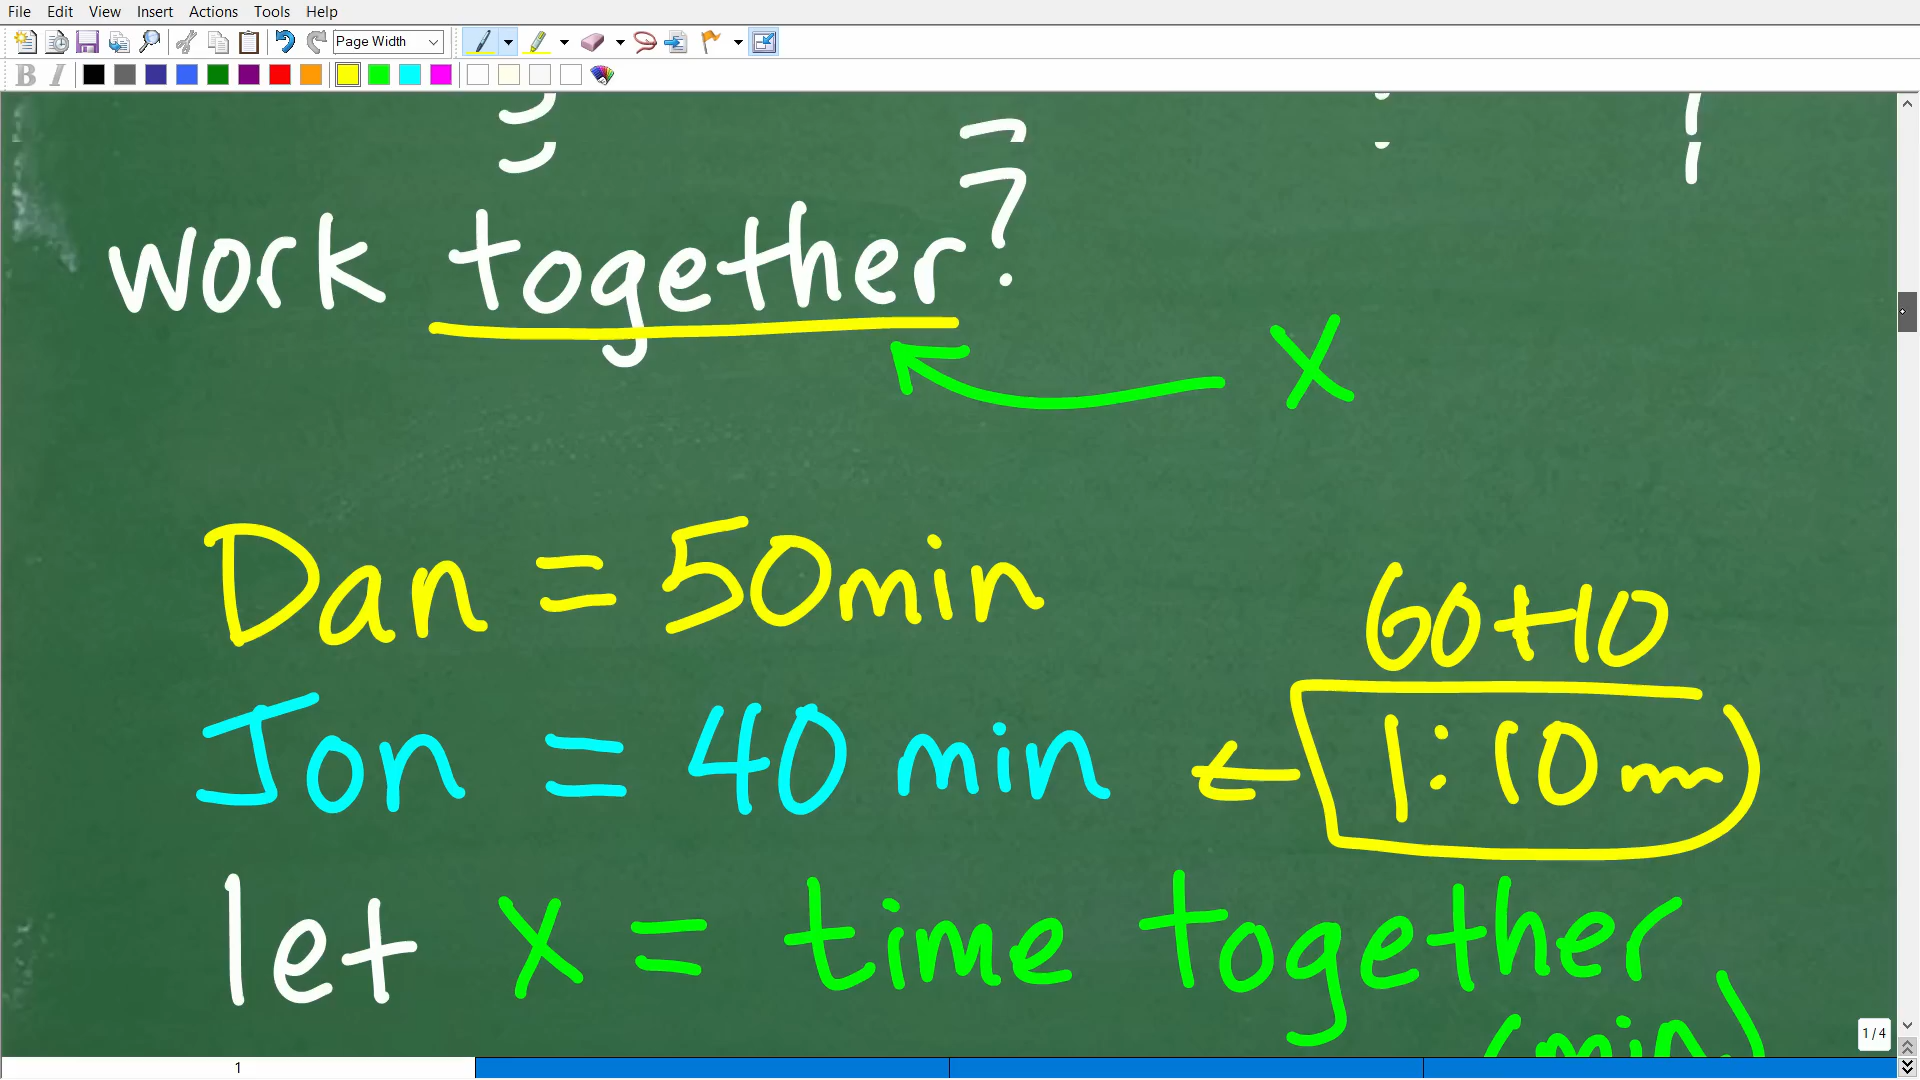 File Edit View Insert Actions Tools Help
Page Width
B I
work together?
X
Dan = 50min
60+10
Jon = 40 min
1:10m
let x = time together
(min)
1 / 4
1